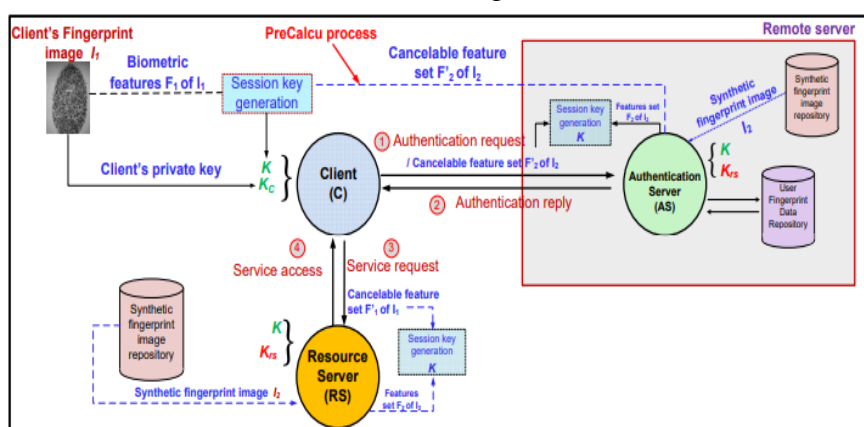 Client's Fingerprint
image I1
PreCalcu process
Remote server
Biometric
features F1 of I1
Cancelable feature
set F'2 of I2
Session key
generation
Session key
generation
K
Features set
F2 of I2
Synthetic
fingerprint image
I2
Synthetic
fingerprint
image
repository
1 Authentication request
/ Cancelable feature set F'2 of I2
Client's private key
K
KC
Client
(C)
Authentication
Server
(AS)
K
Krs
User
Fingerprint
Data
Repository
2 Authentication reply
4
Service access
3
Service request
Cancelable feature
set F'1 of I1
Synthetic
fingerprint
image
repository
K
Krs
Resource
Server
(RS)
Session key
generation
K
Synthetic fingerprint image I2
Features
set F2 of I2